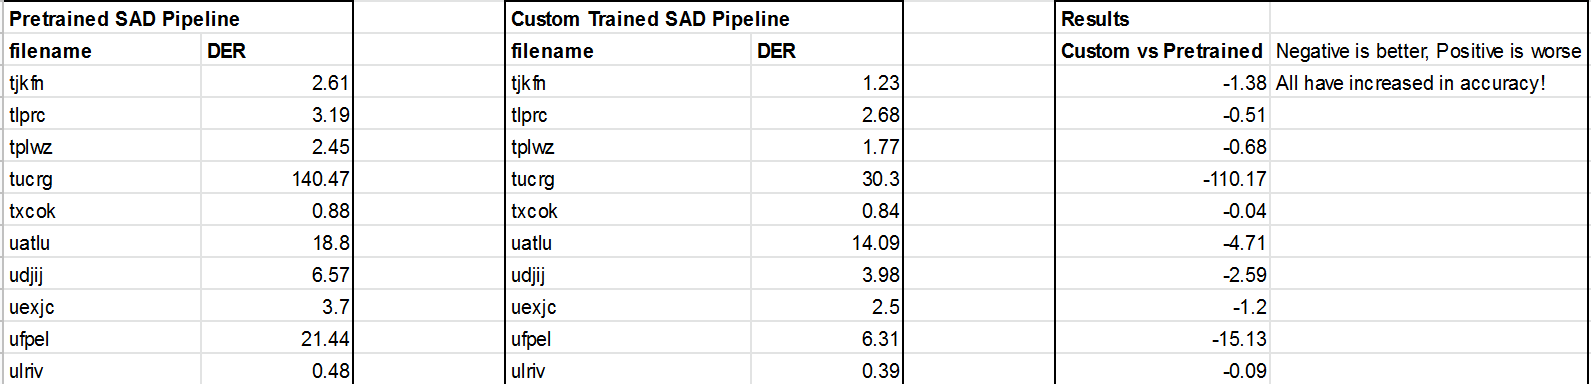 Pretrained SAD Pipeline Custom Trained SAD Pipeline Results
filename DER filename DER Custom vs Pretrained Negative is better, Positive is worse
tjkfn 2.61 tjkfn 1.23 -1.38 All have increased in accuracy!
tlprc 3.19 tlprc 2.68 -0.51
tplwz 2.45 tplwz 1.77 -0.68
tucrg 140.47 tucrg 30.3 -110.17
txcok 0.88 txcok 0.84 -0.04
uatlu 18.8 uatlu 14.09 -4.71
udjij 6.57 udjij 3.98 -2.59
uexjc 3.7 uexjc 2.5 -1.2
ufpel 21.44 ufpel 6.31 -15.13
ulriv 0.48 ulriv 0.39 -0.09